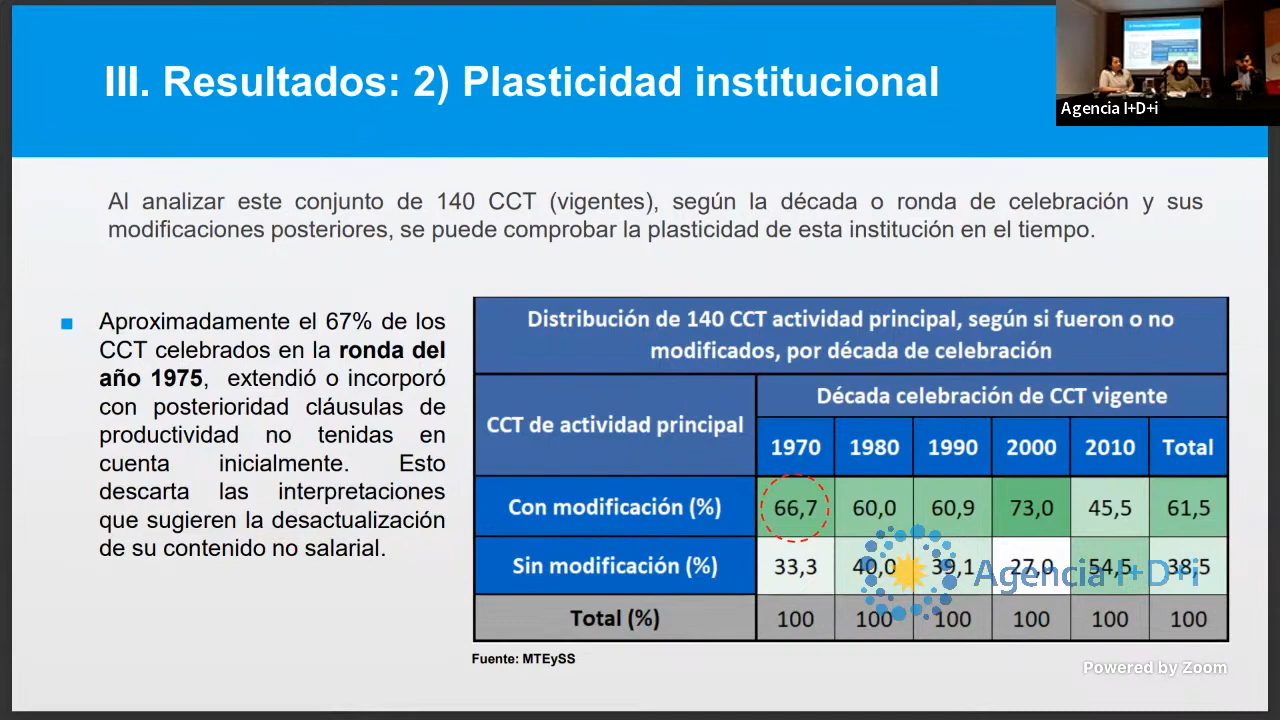 III. Resultados: 2) Plasticidad institucional
Agencia I+D+i
Al analizar este conjunto de 140 CCT (vigentes), según la década o ronda de celebración y sus
modificaciones posteriores, se puede comprobar la plasticidad de esta institución en el tiempo.
Aproximadamente el 67% de los
CCT celebrados en la ronda del
año 1975, extendió o incorporó
con posterioridad cláusulas de
productividad no tenidas en
cuenta inicialmente. Esto
descarta las interpretaciones
que sugieren la desactualización
de su contenido no salarial.
Distribución de 140 CCT actividad principal, según si fueron o no
modificados, por década de celebración
CCT de actividad principal
Década celebración de CCT vigente
1970 1980 1990 2000 2010 Total
Con modificación (%) 66,7 60,0 60,9 73,0 45,5 61,5
Sin modificación (%) 33,3 40,0 39,1 27,0 54,5 38,5
Total (%) 100 100 100 100 100 100
Agencia I+D+i
Fuente: MTEySS
Powered by Zoom